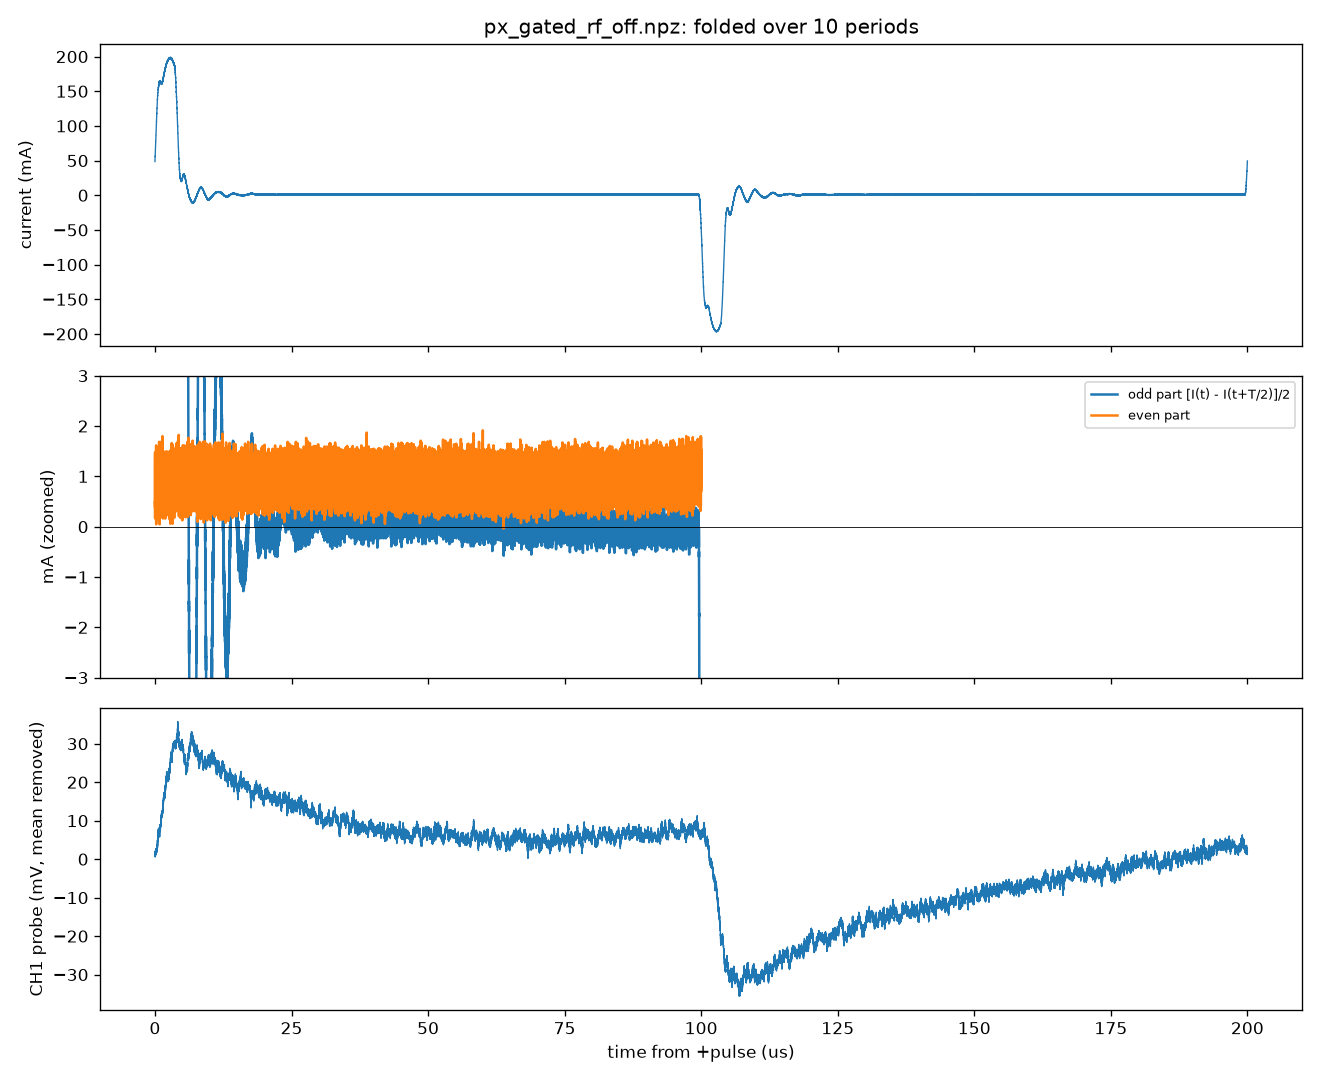 px_gated_rf_off.npz: folded over 10 periods
current (mA)
200
150
100
50
0
−50
−100
−150
−200
mA (zoomed)
3
2
1
0
−1
−2
−3
odd part [I(t) - I(t+T/2)]/2
even part
CH1 probe (mV, mean removed)
30
20
10
0
−10
−20
−30
0 25 50 75 100 125 150 175 200
time from +pulse (us)